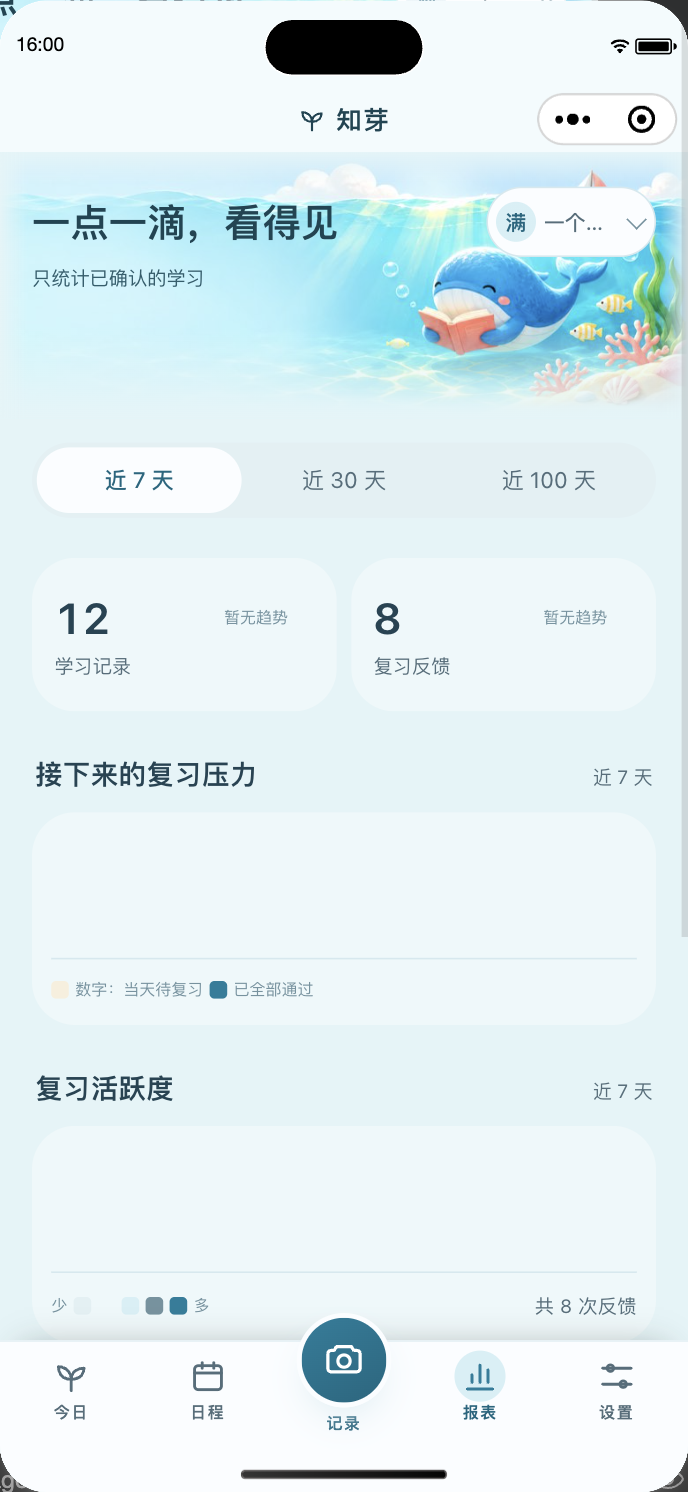 16:00
知芽
一点一滴，看得见
满 一个...
只统计已确认的学习
近 7 天 近 30 天 近 100 天
12 暂无趋势 8 暂无趋势
学习记录 复习反馈
接下来的复习压力 近 7 天
数字：当天待复习 已全部通过
复习活跃度 近 7 天
少 多 共 8 次反馈
今日 日程 记录 报表 设置